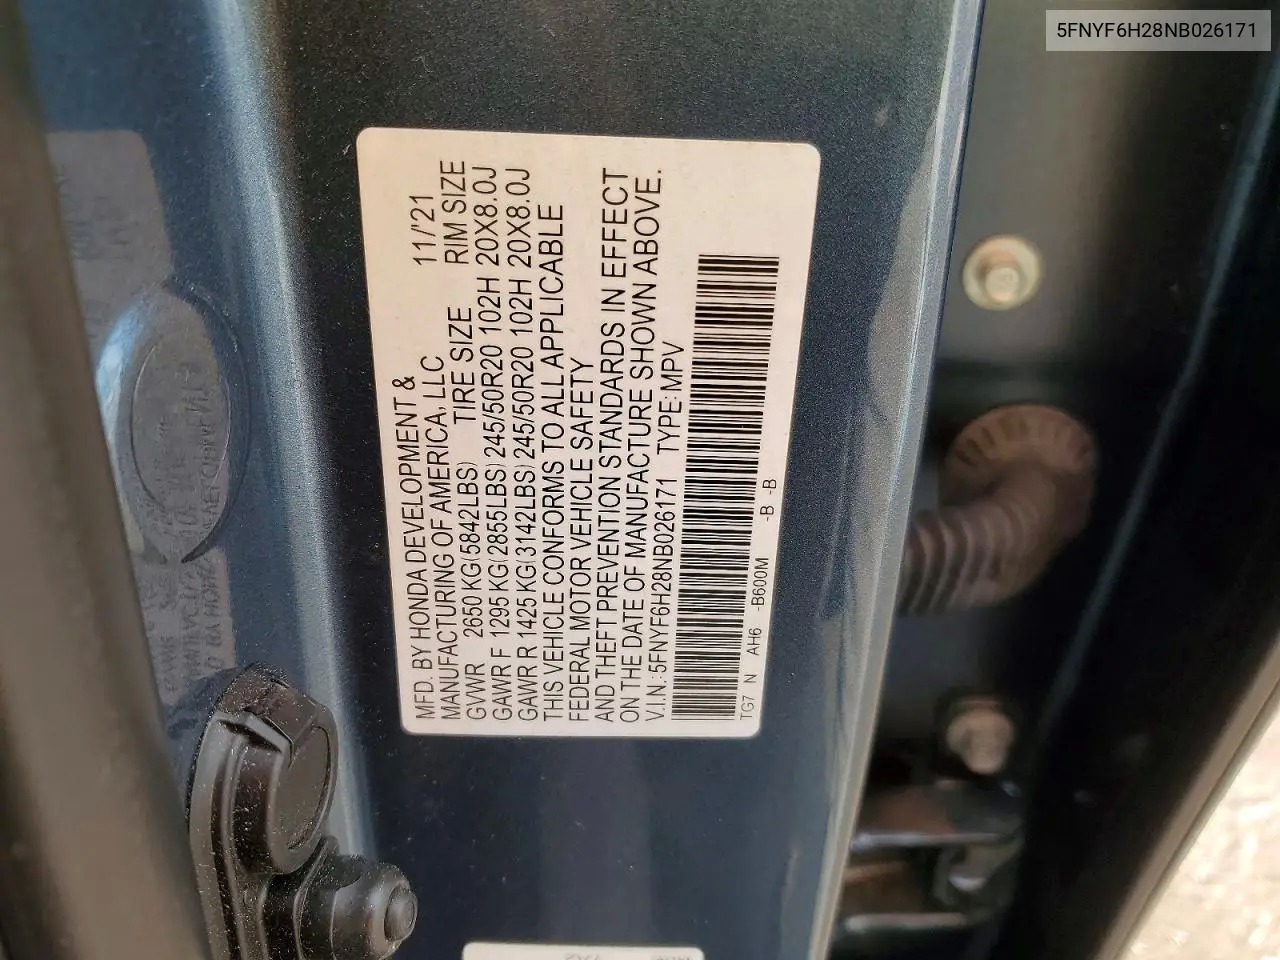 5FNYF6H28NB026171
MFD. BY HONDA DEVELOPMENT & 11/'21
MANUFACTURING OF AMERICA, LLC
TIRE SIZE RIM SIZE
GVWR 2650 KG(5842LBS)
GAWR F 1295 KG(2855LBS) 245/50R20 102H 20X8.0J
GAWR R 1425 KG(3142LBS) 245/50R20 102H 20X8.0J
THIS VEHICLE CONFORMS TO ALL APPLICABLE
FEDERAL MOTOR VEHICLE SAFETY
AND THEFT PREVENTION STANDARDS IN EFFECT
ON THE DATE OF MANUFACTURE SHOWN ABOVE.
V.I.N.:5FNYF6H28NB026171 TYPE:MPV
TG7 N AH6 -B600M -B -B